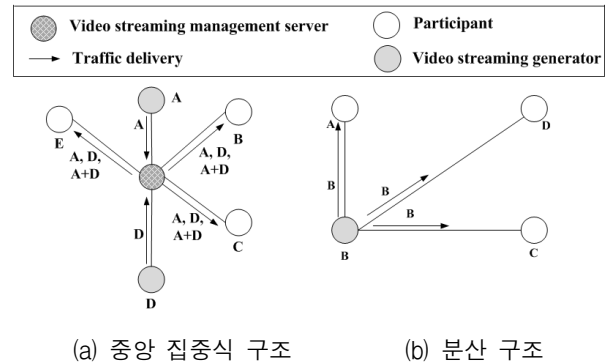 Video streaming management server
Participant
Traffic delivery
Video streaming generator
A
A
E
B
A, D,
A+D
A, D,
A+D
A, D,
A+D
D
C
D
A
D
B
B
B
B
C
(a) 중앙 집중식 구조
(b) 분산 구조